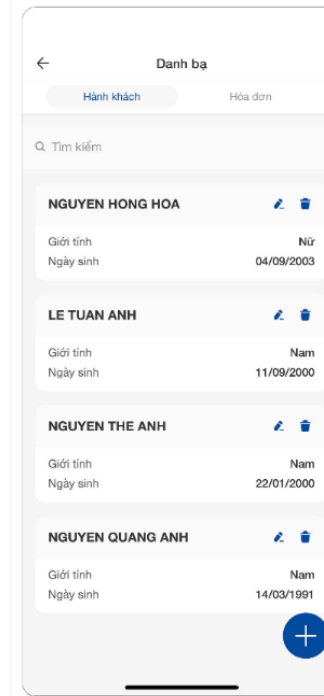 Danh bạ
Hành khách Hóa đơn
Tìm kiếm
NGUYEN HONG HOA
Giới tính Nữ
Ngày sinh 04/09/2003
LE TUAN ANH
Giới tính Nam
Ngày sinh 11/09/2000
NGUYEN THE ANH
Giới tính Nam
Ngày sinh 22/01/2000
NGUYEN QUANG ANH
Giới tính Nam
Ngày sinh 14/03/1991